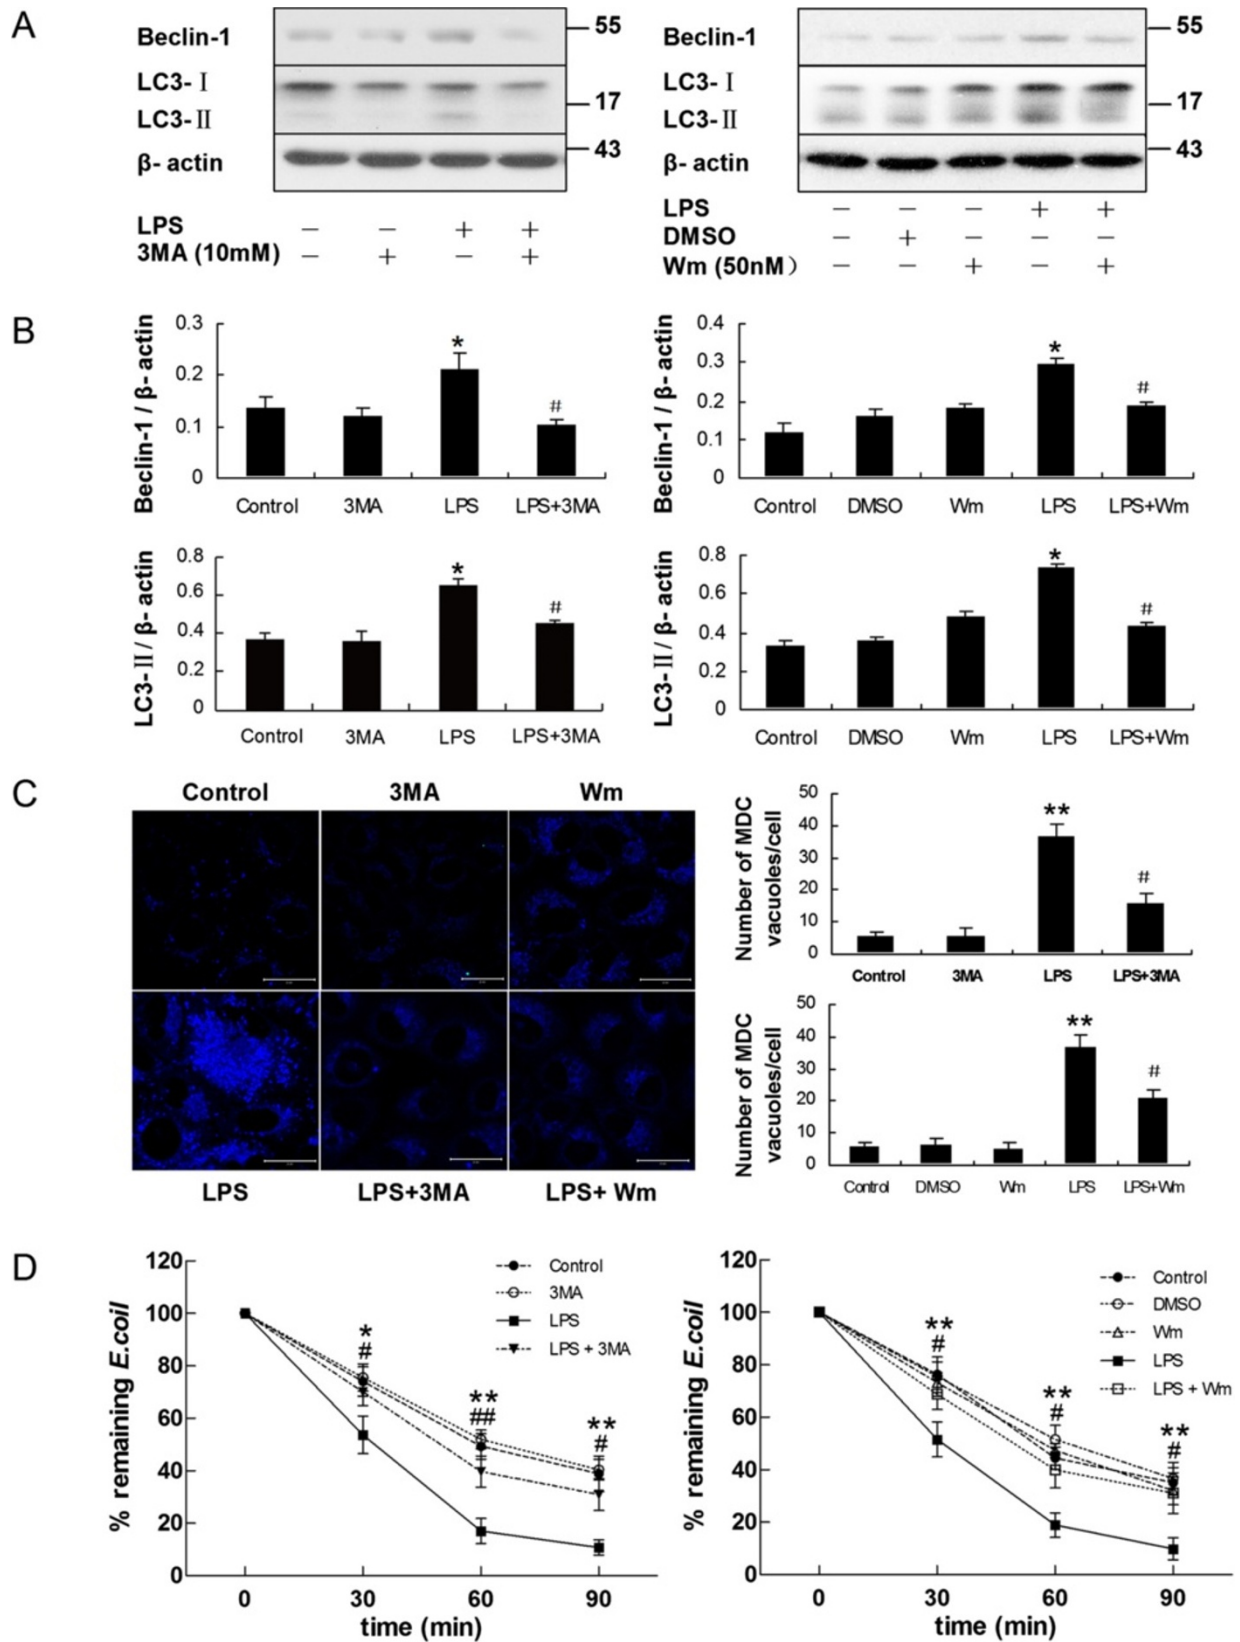 A
Beclin-1
LC3-Ⅰ
LC3-Ⅱ
β- actin
55
17
43
LPS − − + +
3MA (10mM) − + − +
Beclin-1
LC3-Ⅰ
LC3-Ⅱ
β- actin
55
17
43
LPS − − − + +
DMSO − + − − −
Wm (50nM) − − + − +
B
Beclin-1 / β- actin
0.3
0.2
0.1
0
*
#
Control 3MA LPS LPS+3MA
Beclin-1 / β- actin
0.4
0.3
0.2
0.1
0
*
#
Control DMSO Wm LPS LPS+Wm
LC3-Ⅱ/ β- actin
0.8
0.6
0.4
0.2
0
*
#
Control 3MA LPS LPS+3MA
LC3-Ⅱ/ β- actin
0.8
0.6
0.4
0.2
0
*
#
Control DMSO Wm LPS LPS+Wm
C
Control 3MA Wm
LPS LPS+3MA LPS+ Wm
Number of MDC
vacuoles/cell
50
40
30
20
10
0
**
#
Control 3MA LPS LPS+3MA
Number of MDC
vacuoles/cell
50
40
30
20
10
0
**
#
Control DMSO Wm LPS LPS+Wm
D
% remaining E.coil
120
100
80
60
40
20
0
Control
3MA
LPS
LPS + 3MA
*
#
**
##
**
#
0 30 60 90
time (min)
% remaining E.coil
120
100
80
60
40
20
0
Control
DMSO
Wm
LPS
LPS + Wm
**
#
**
#
**
#
0 30 60 90
time (min)